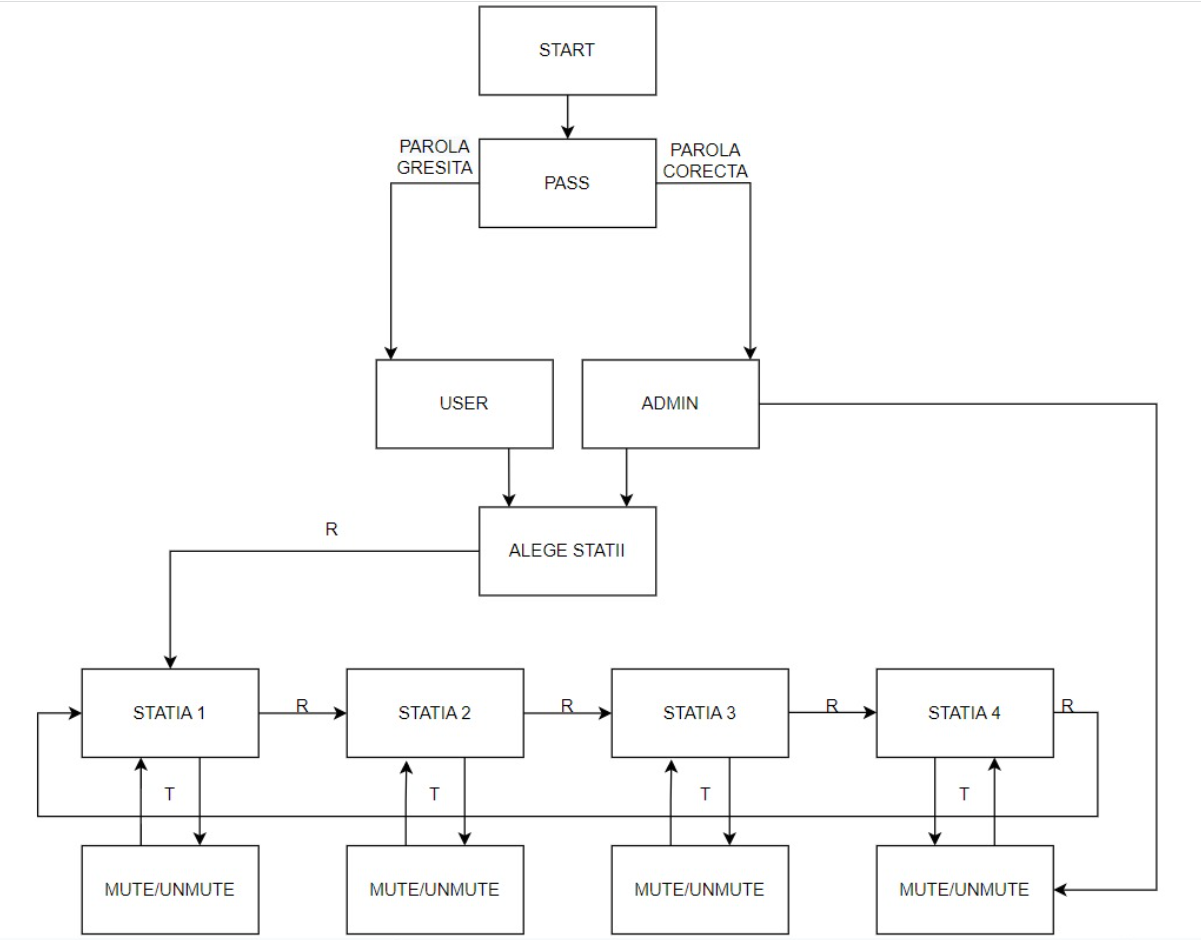 START
PAROLA
GRESITA
PASS
PAROLA
CORECTA
USER
ADMIN
R
ALEGE STATII
STATIA 1
R
STATIA 2
R
STATIA 3
R
STATIA 4
R
T
T
T
T
MUTE/UNMUTE
MUTE/UNMUTE
MUTE/UNMUTE
MUTE/UNMUTE